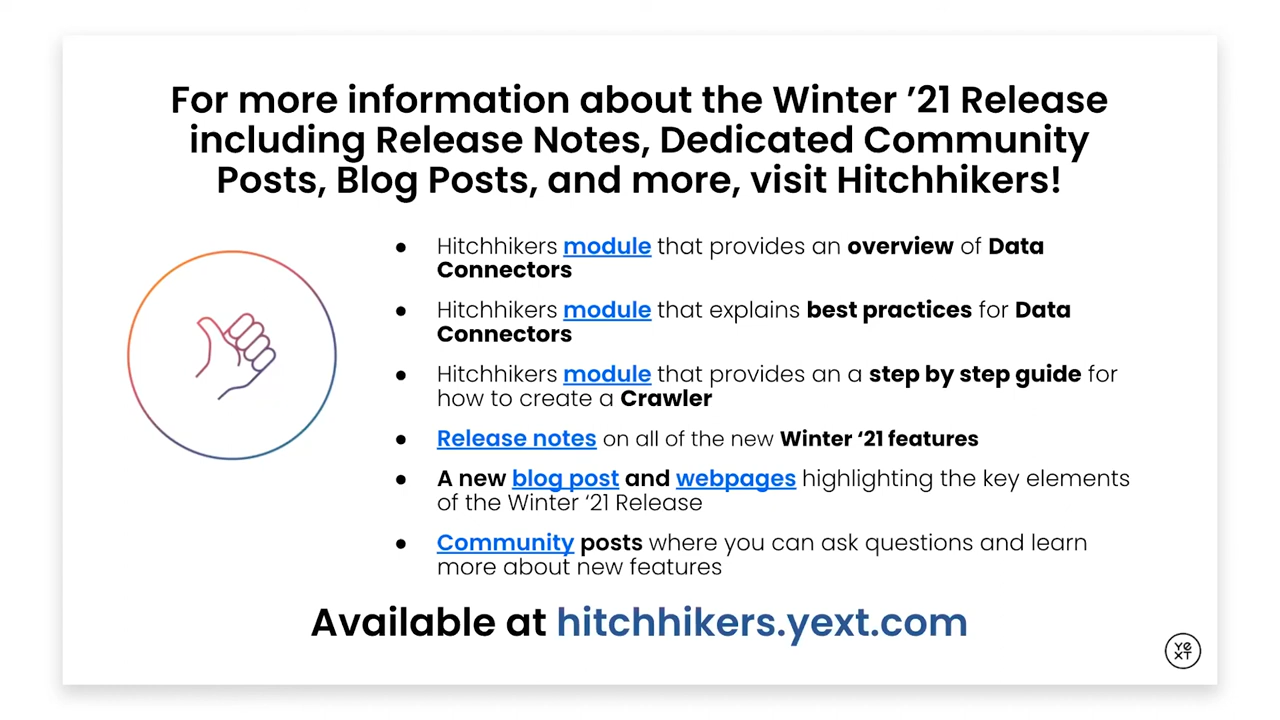 For more information about the Winter ’21 Release
including Release Notes, Dedicated Community
Posts, Blog Posts, and more, visit Hitchhikers!
● Hitchhikers module that provides an overview of Data
Connectors
● Hitchhikers module that explains best practices for Data
Connectors
● Hitchhikers module that provides an a step by step guide for
how to create a Crawler
● Release notes on all of the new Winter ‘21 features
● A new blog post and webpages highlighting the key elements
of the Winter ‘21 Release
● Community posts where you can ask questions and learn
more about new features
Available at hitchhikers.yext.com
yext